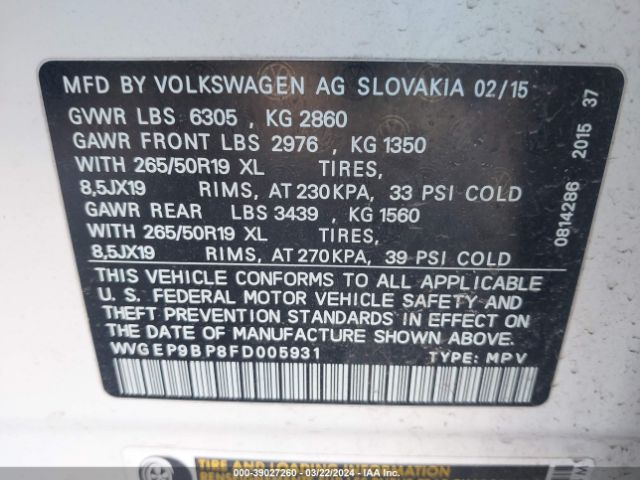 MFD BY VOLKSWAGEN AG SLOVAKIA 02/15
GVWR LBS 6305 , KG 2860
GAWR FRONT LBS 2976 , KG 1350
WITH 265/50R19 XL TIRES,
8,5JX19 RIMS, AT 230KPA, 33 PSI COLD
GAWR REAR LBS 3439 , KG 1560
WITH 265/50R19 XL TIRES,
8,5JX19 RIMS, AT 270KPA, 39 PSI COLD
THIS VEHICLE CONFORMS TO ALL APPLICABLE
U. S. FEDERAL MOTOR VEHICLE SAFETY AND
THEFT PREVENTION STANDARDS IN EFFECT ON
THE DATE OF MANUFACTURE SHOWN ABOVE.
WVGEP9BP8FD005931 TYPE: MPV
0814286 2015 37
TIRE AND LOADING INFORMATION
000-39027260 - 03/22/2024 - IAA Inc.